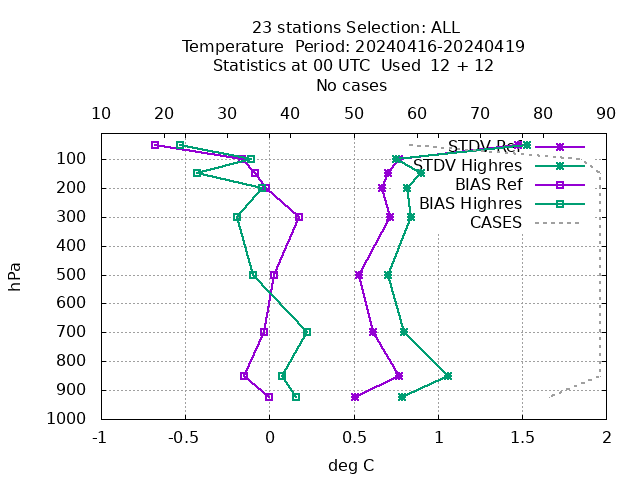 23 stations Selection: ALL
Temperature  Period: 20240416-20240419
Statistics at 00 UTC  Used  12 + 12
No cases
10 20 30 40 50 60 70 80 90
STDV Ref
STDV Highres
BIAS Ref
BIAS Highres
CASES
100
200
300
400
500
600
700
800
900
1000
hPa
-1 -0.5 0 0.5 1 1.5 2
deg C